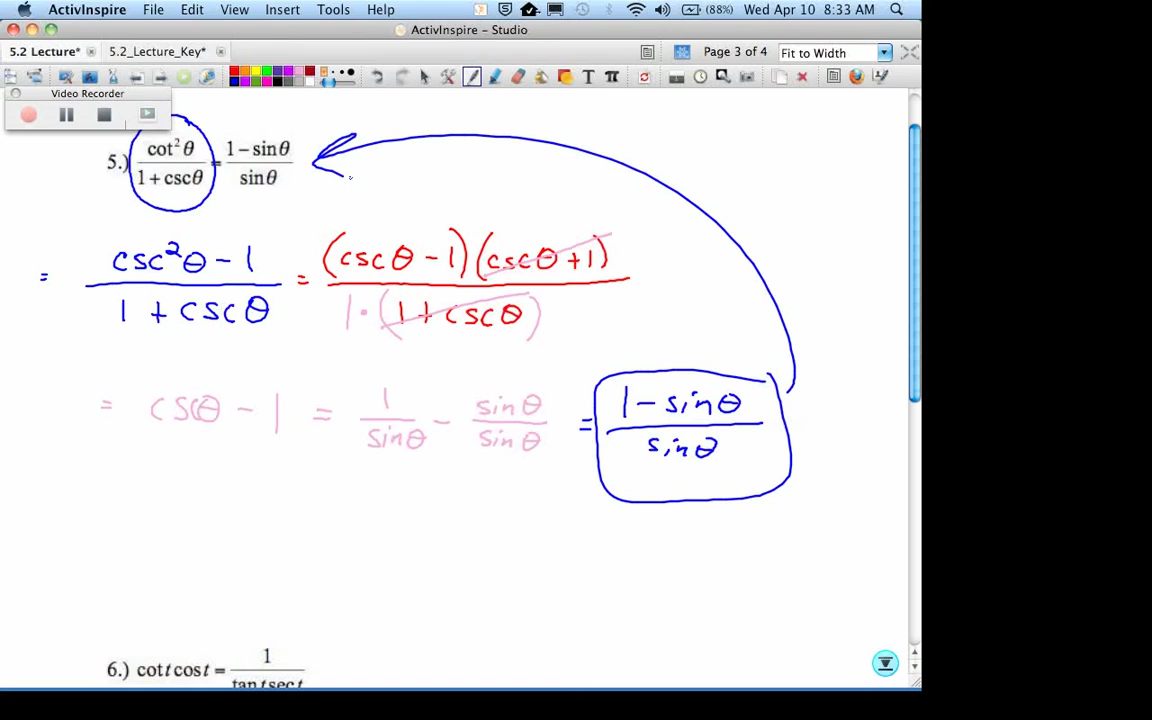 ActivInspire File Edit View Insert Tools Help (88%) Wed Apr 10 8:33 AM
ActivInspire - Studio
5.2 Lecture* 5.2_Lecture_Key* Page 3 of 4 Fit to Width
Video Recorder
5.) cot²θ / 1 + cscθ = 1 − sinθ / sinθ
= csc²θ − 1 / 1 + cscθ = (cscθ − 1)(cscθ + 1) / 1 · (1 + cscθ)
= cscθ − 1 = 1 / sinθ − sinθ / sinθ = 1 − sinθ / sinθ
6.) cot t cos t = 1 / tan t sec t